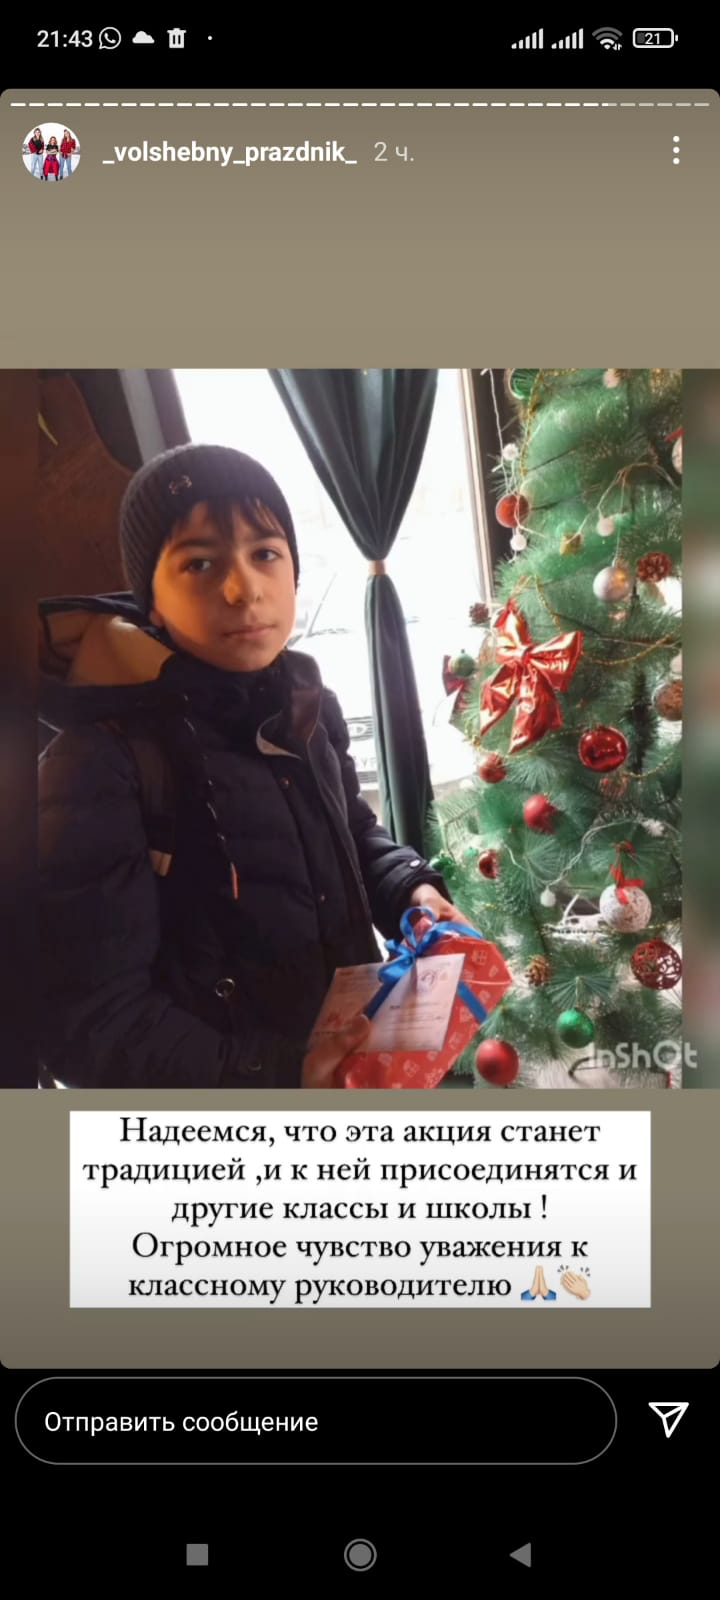 21:43
21
_volshebny_prazdnik_ 2 ч.
InShOt
Надеемся, что эта акция станет
традицией ,и к ней присоединятся и
другие классы и школы !
Огромное чувство уважения к
классному руководителю 🙏🏻👏🏻
Отправить сообщение